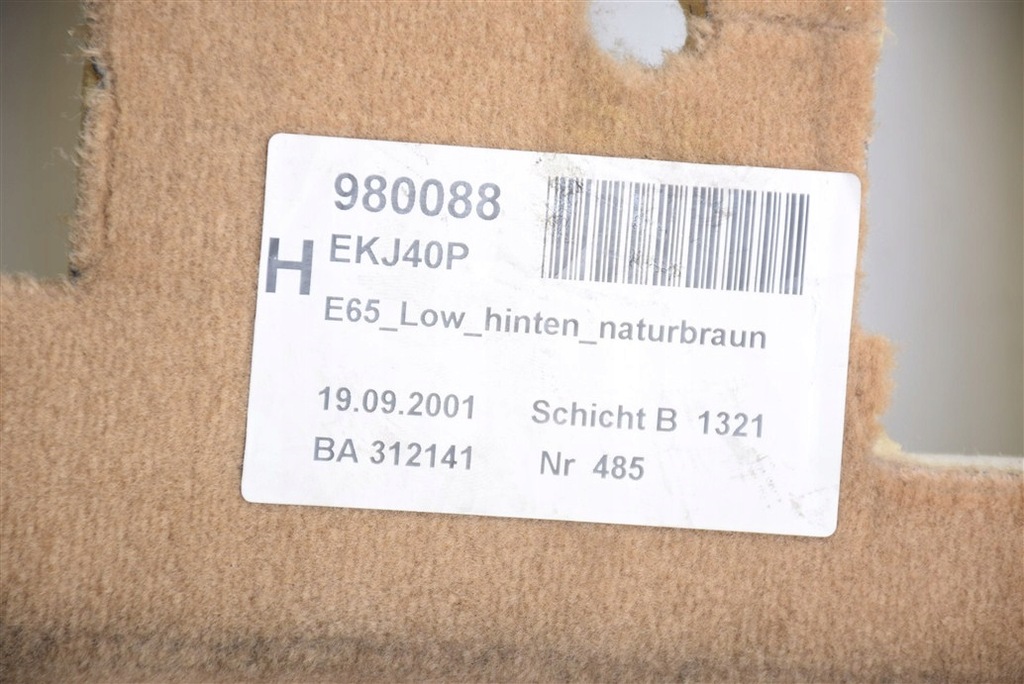 980088
H EKJ40P
E65_Low_hinten_naturbraun
19.09.2001 Schicht B 1321
BA 312141 Nr 485